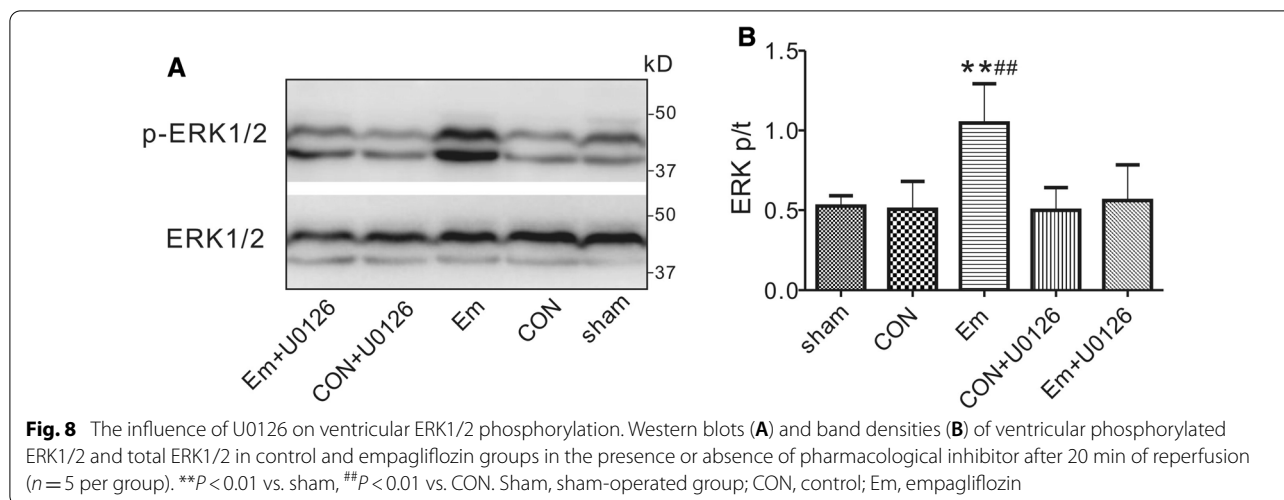 A
kD
p-ERK1/2
-50
-37
ERK1/2
-50
-37
Em+U0126
CON+U0126
Em
CON
sham
B
ERK p/t
1.5
1.0
0.5
0.0
**##
sham
CON
Em
CON+U0126
Em+U0126
Fig. 8 The influence of U0126 on ventricular ERK1/2 phosphorylation. Western blots (A) and band densities (B) of ventricular phosphorylated
ERK1/2 and total ERK1/2 in control and empagliflozin groups in the presence or absence of pharmacological inhibitor after 20 min of reperfusion
(n = 5 per group). **P < 0.01 vs. sham, ##P < 0.01 vs. CON. Sham, sham-operated group; CON, control; Em, empagliflozin